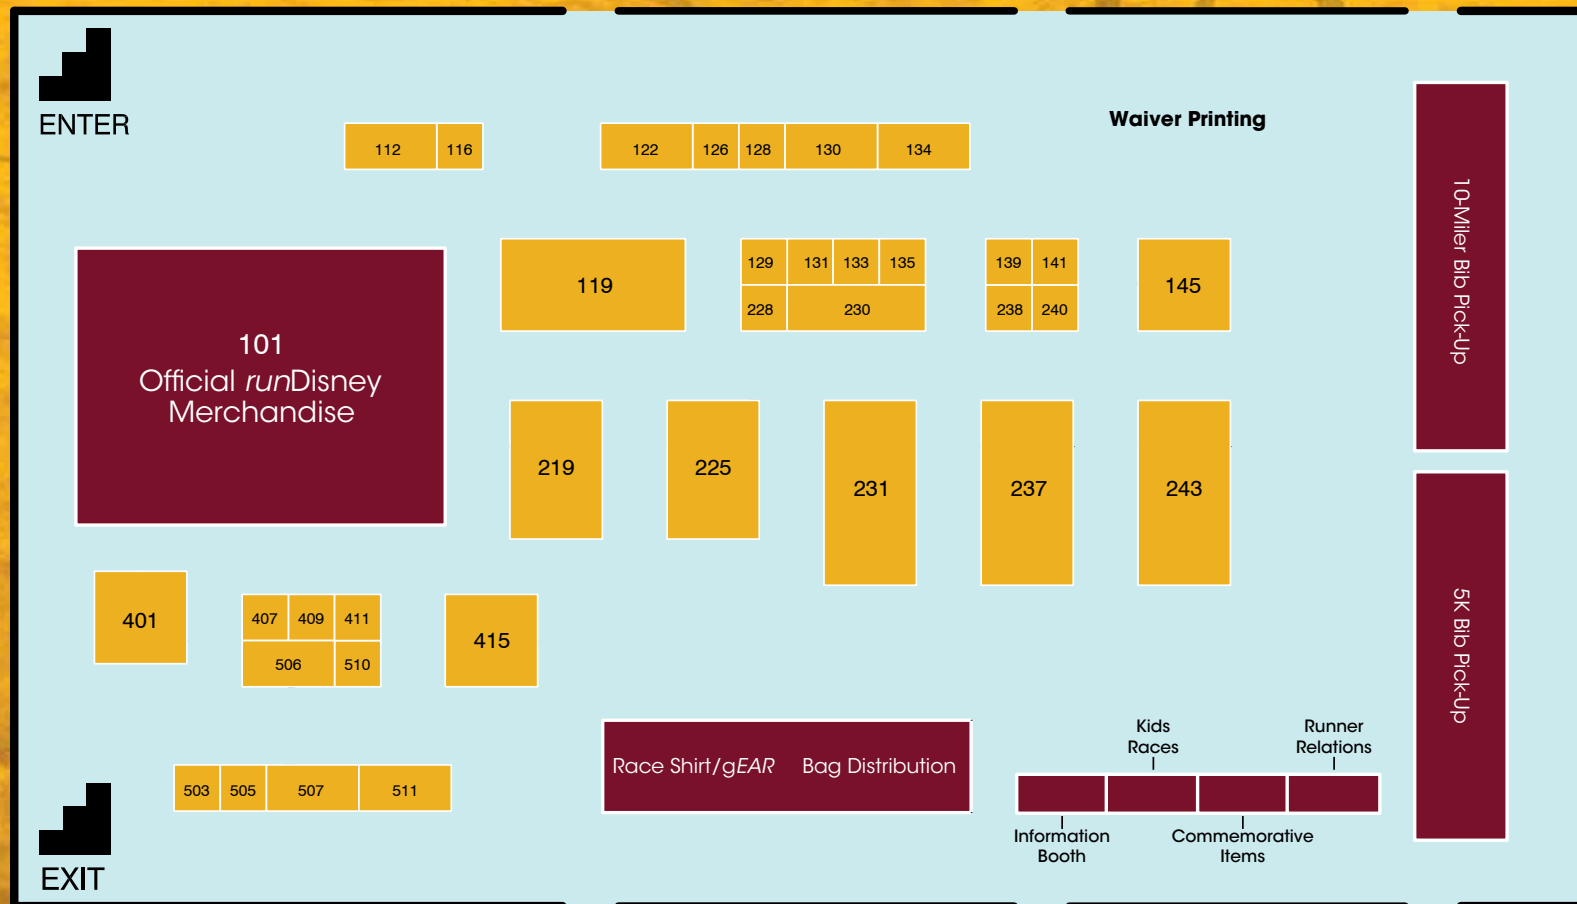 ENTER
Waiver Printing
112
116
122
126
128
130
134
10-Miler Bib Pick-Up
119
129
131
133
135
139
141
145
228
230
238
240
101
Official runDisney
Merchandise
219
225
231
237
243
401
407
409
411
415
506
510
5K Bib Pick-Up
Race Shirt/gEAR Bag Distribution
Kids
Races
Runner
Relations
503
505
507
511
Information
Booth
Commemorative
Items
EXIT